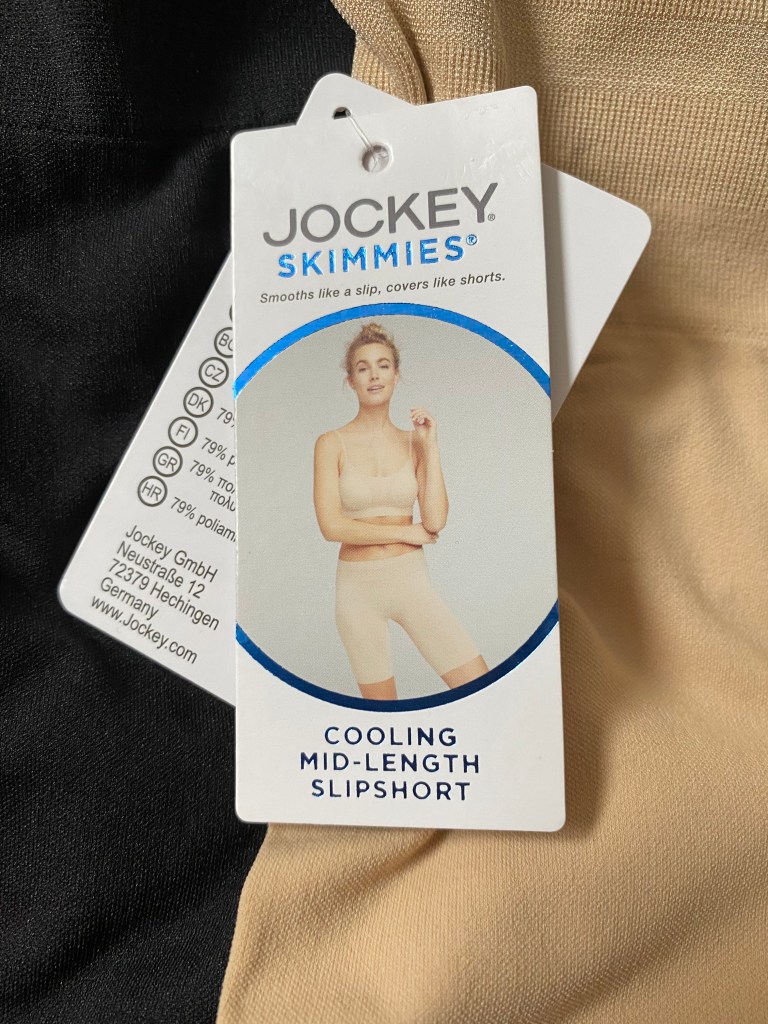 JOCKEY®
SKIMMIES®
Smooths like a slip, covers like shorts.
COOLING
MID-LENGTH
SLIPSHORT
CZ
DK 79
FI 79%
GR 79%
HR 79% poliam
Jockey GmbH
Neustraße 12
72379 Hechingen
Germany
www.Jockey.com